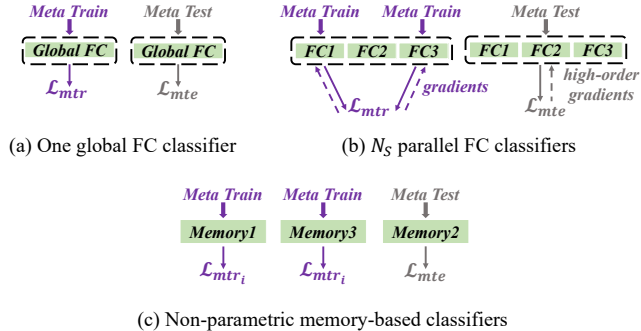 Meta Train Meta Test
Global FC Global FC
ℒmtr ℒmte
(a) One global FC classifier
Meta Train Meta Train Meta Test
FC1 FC2 FC3 FC1 FC2 FC3
ℒmtr gradients ℒmte high-order gradients
(b) NS parallel FC classifiers
Meta Train Meta Train Meta Test
Memory1 Memory3 Memory2
ℒmtri ℒmtri ℒmte
(c) Non-parametric memory-based classifiers